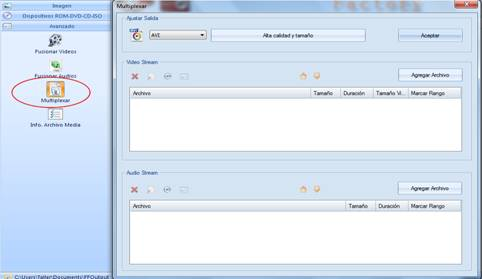 Imagen
Dispositivos ROM-DVD-CD-ISO
Avanzado
Fusionar Videos
Fusionar Audios
Multiplexar
Info. Archivo Media
C:\Users\Taller\Documents\FFOutput
Multiplexar
Factory
Ajustar Salida
AVI
Alta calidad y tamaño
Aceptar
Video Stream
Agregar Archivo
Archivo Tamaño Duración Tamaño Vi... Marcar Rango
Audio Stream
Agregar Archivo
Archivo Tamaño Duración Marcar Rango